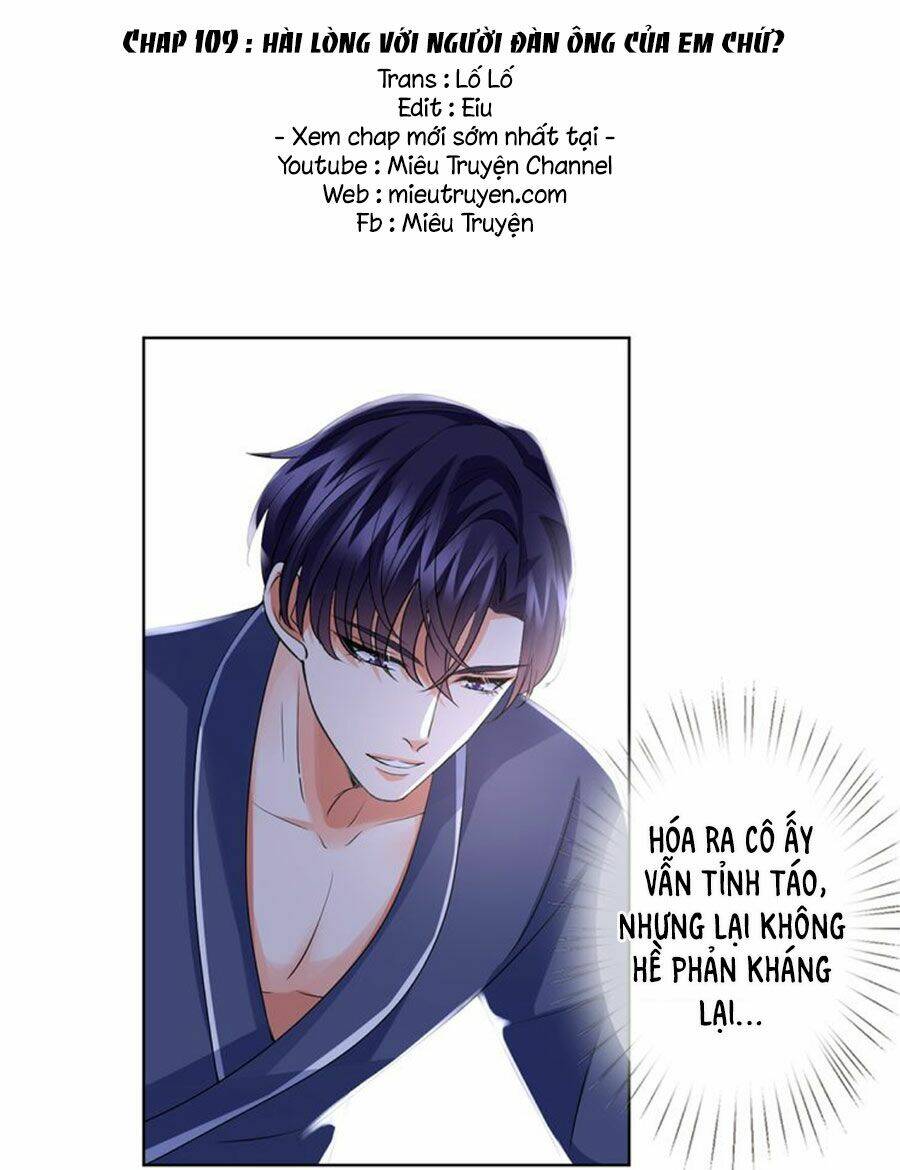 CHAP 109 : HÀI LÒNG VỚI NGƯỜI ĐÀN ÔNG CỦA EM CHỨ?
Trans : Lố Lố
Edit : Eiu
- Xem chap mới sớm nhất tại -
Youtube : Miêu Truyện Channel
Web : mieutruyen.com
Fb : Miêu Truyện
HÓA RA CÔ ẤY
VẪN TỈNH TÁO,
NHƯNG LẠI KHÔNG
HỀ PHẢN KHÁNG
LẠI...